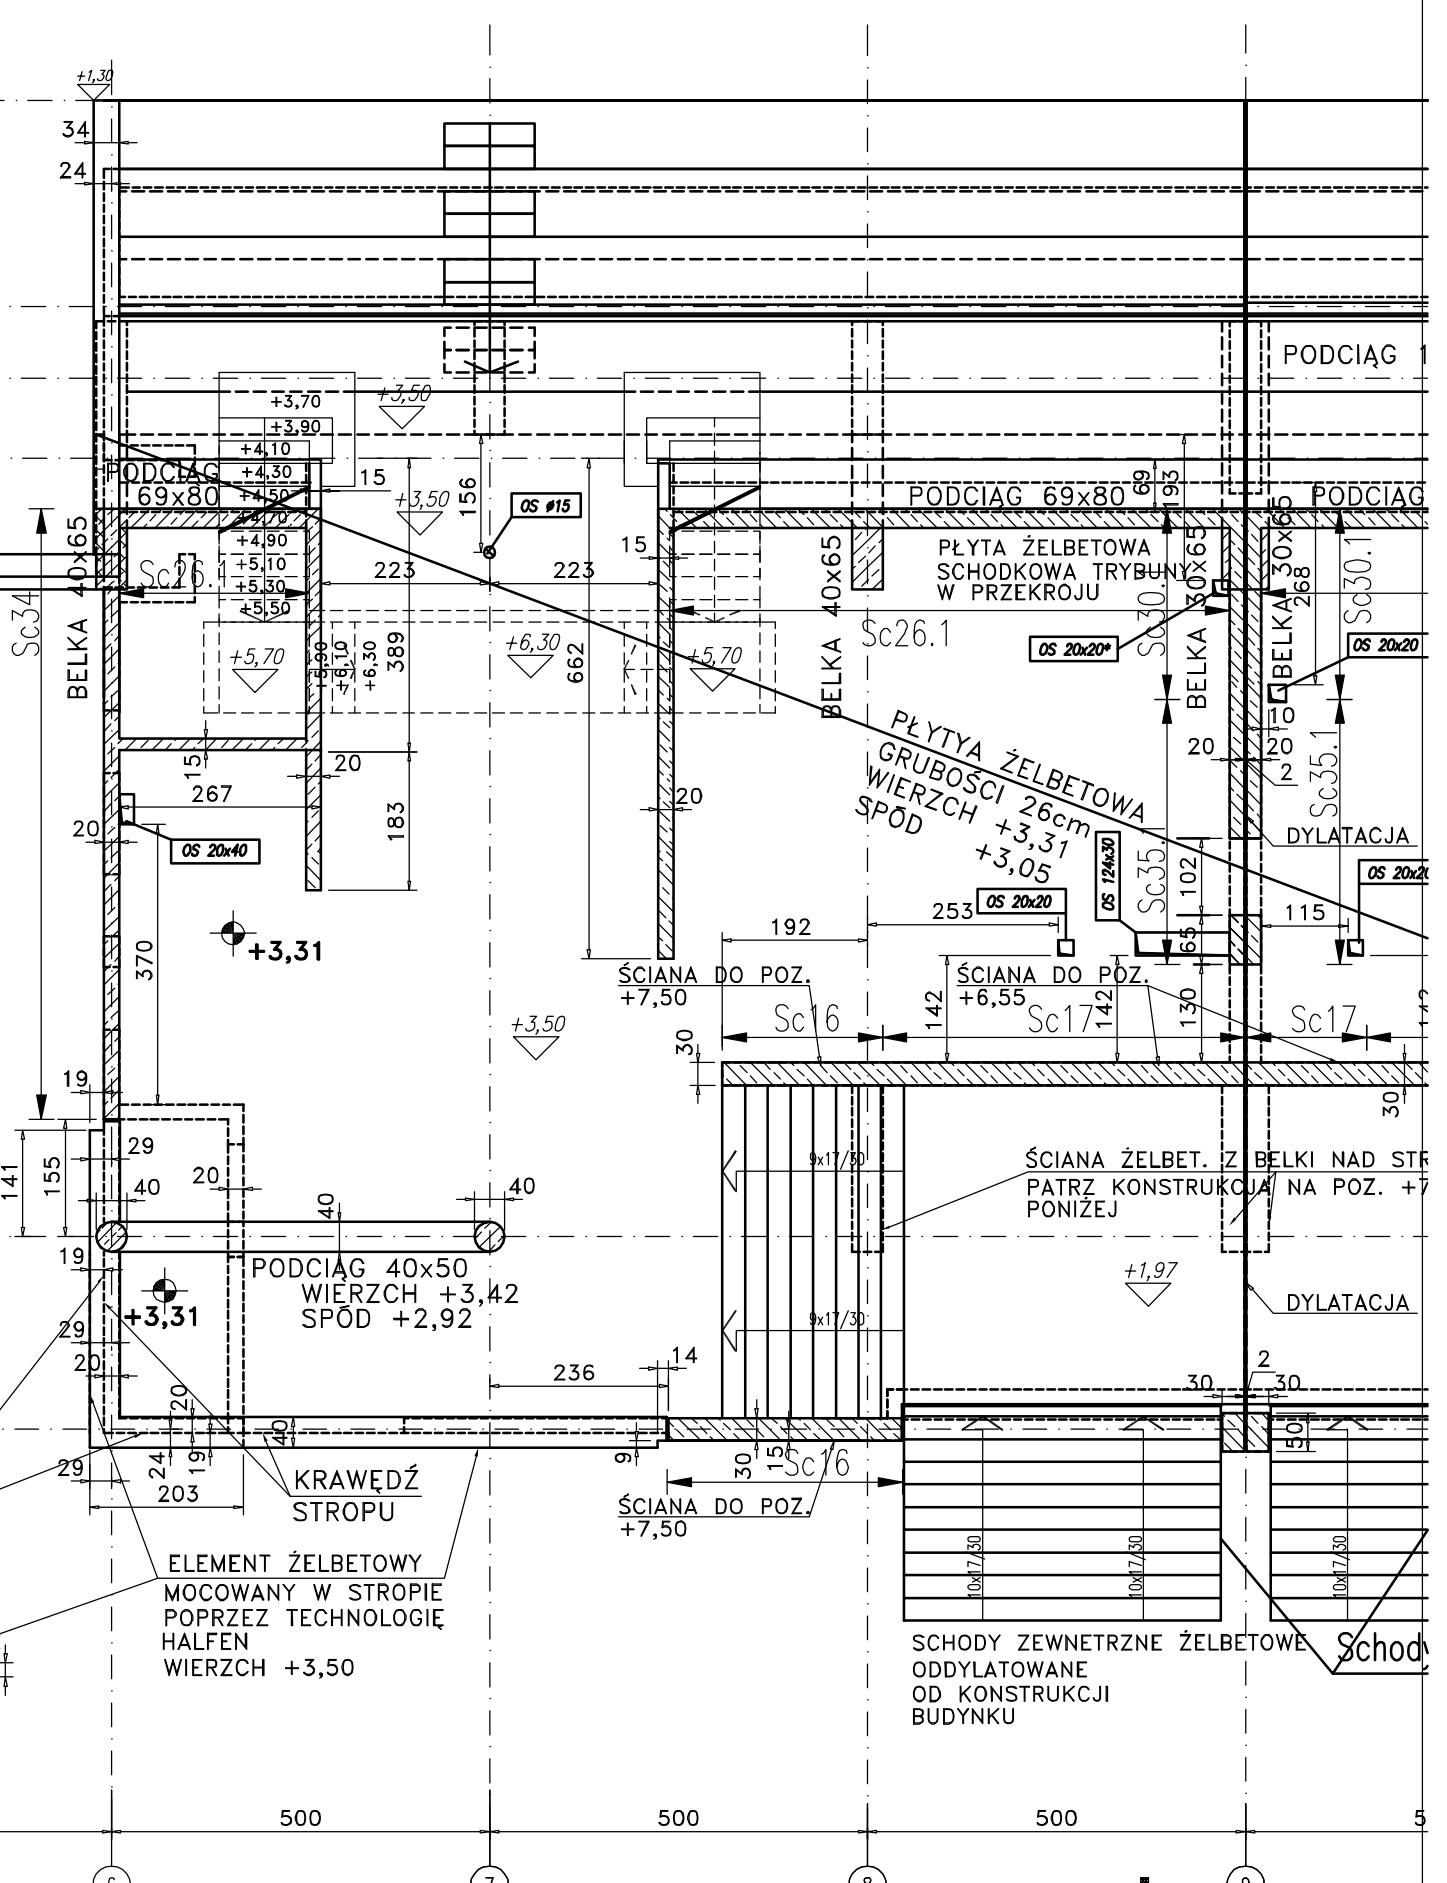 +1,30
34
24
PODCIĄG 1
+3,70
+3,50
+3,90
+4,10
PODCIĄG
+4,30
15
69x80
+4,50
+3,50
156
OS ø15
PODCIĄG 69x80
69
193
PODCIĄG
+4,70
+4,90
+5,10
+5,30
+5,50
Sc26.1
Sc34
BELKA 40x65
223
223
15
PŁYTA ŻELBETOWA
SCHODKOWA TRYBUNY
W PRZEKROJU
BELKA 40x65
Sc26.1
Sc30.
BELKA 30x65
BELKA 30x65
268
Sc30.1
OS 20x20*
OS 20x20
+5,70
+5,90
+6,10
+6,30
389
+6,30
662
+5,70
10
15
20
267
183
20
20
20
20
2
Sc35.1
PŁYTYA ŻELBETOWA
GRUBOŚCI 26cm
WIERZCH +3,31
SPÓD
+3,05
OS 20x40
OS 124x30
Sc35.
102
DYLATACJA
OS 20x20
OS 20x20
370
+3,31
192
253
65
115
ŚCIANA DO POZ.
+7,50
ŚCIANA DO POZ.
+6,55
142
142
130
+3,50
Sc16
Sc17
Sc17
30
30
19
29
141
155
40
20
40
40
9x17/30
ŚCIANA ŻELBET. Z BELKI NAD STR
PATRZ KONSTRUKCJA NA POZ. +7
PONIŻEJ
19
PODCIĄG 40x50
WIERZCH +3,42
SPÓD +2,92
+3,31
+1,97
9x17/30
DYLATACJA
29
20
236
14
2
30
30
20
40
50
24
19
9
30
15
Sc16
29
203
KRAWĘDŹ
STROPU
ŚCIANA DO POZ.
+7,50
ELEMENT ŻELBETOWY
MOCOWANY W STROPIE
POPRZEZ TECHNOLOGIĘ
HALFEN
WIERZCH +3,50
10x17/30
10x17/30
10x17/30
SCHODY ZEWNETRZNE ŻELBETOWE
ODDYLATOWANE
OD KONSTRUKCJI
BUDYNKU
Schody
500
500
500
5
6
7
8
9